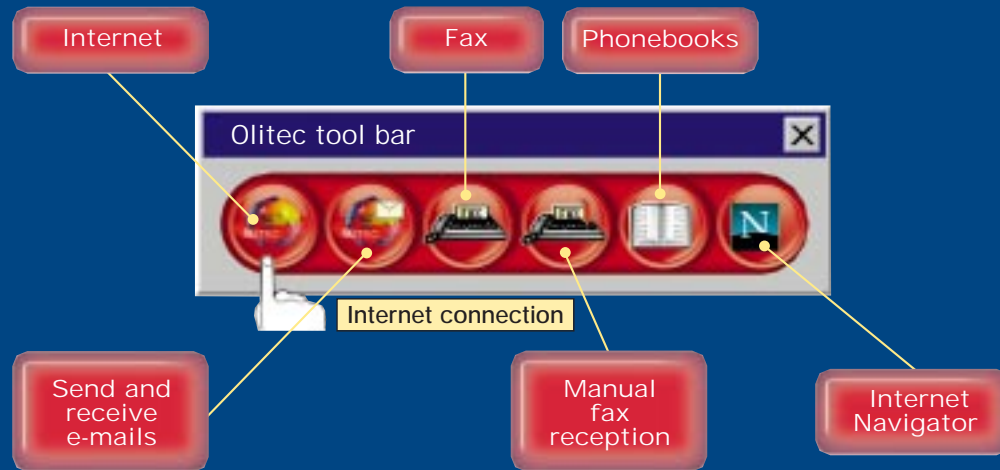 Internet
Fax
Phonebooks
Olitec tool bar
N
Internet connection
Send and
receive
e-mails
Manual
fax
reception
Internet
Navigator